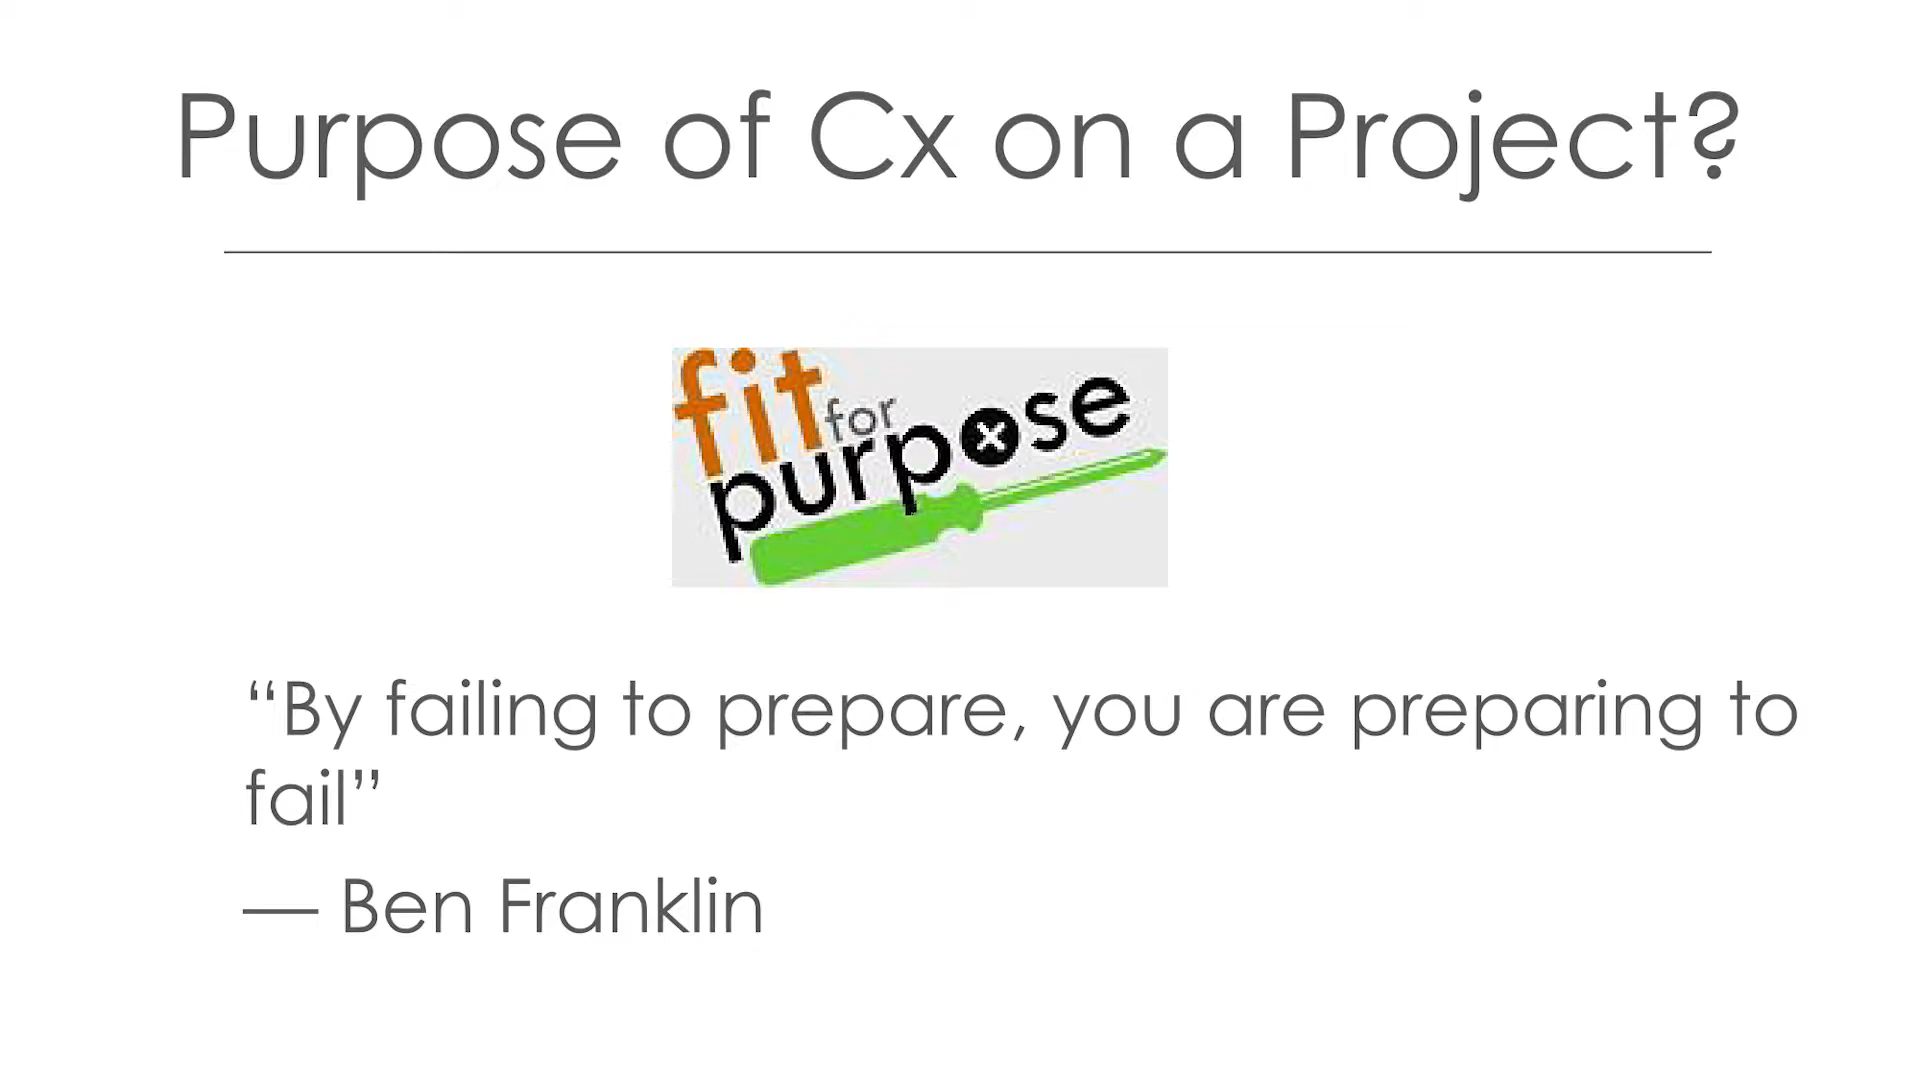 Purpose of Cx on a Project?
fit for
purpose
“By failing to prepare, you are preparing to
fail”
— Ben Franklin